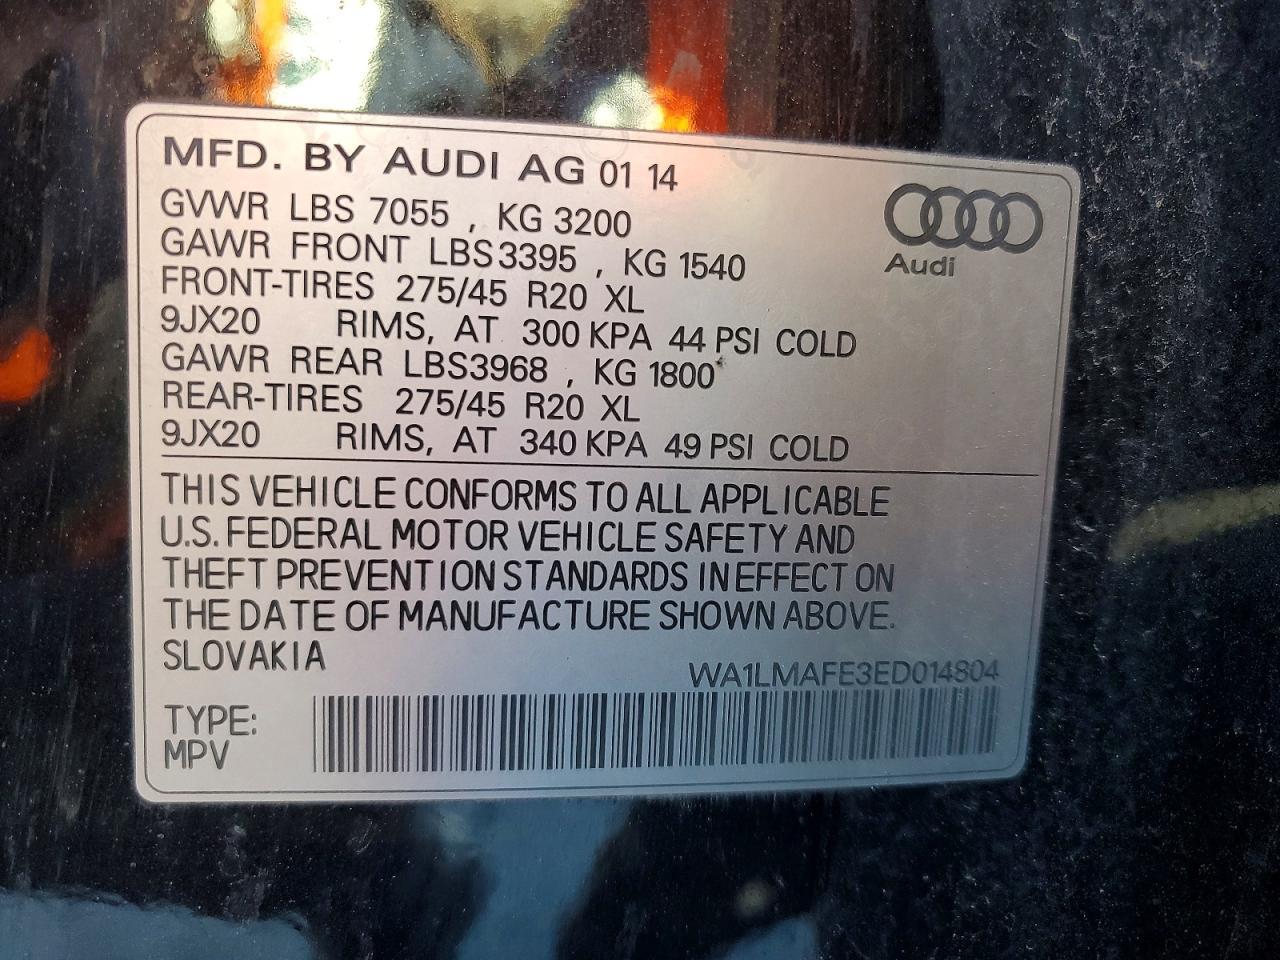 MFD. BY AUDI AG 01 14
GVWR LBS 7055 , KG 3200
GAWR FRONT LBS3395 , KG 1540
FRONT-TIRES 275/45 R20 XL
9JX20 RIMS, AT 300 KPA 44 PSI COLD
GAWR REAR LBS3968 , KG 1800
REAR-TIRES 275/45 R20 XL
9JX20 RIMS, AT 340 KPA 49 PSI COLD
Audi
THIS VEHICLE CONFORMS TO ALL APPLICABLE
U.S. FEDERAL MOTOR VEHICLE SAFETY AND
THEFT PREVENTION STANDARDS IN EFFECT ON
THE DATE OF MANUFACTURE SHOWN ABOVE.
SLOVAKIA
WA1LMAFE3ED014804
TYPE:
MPV